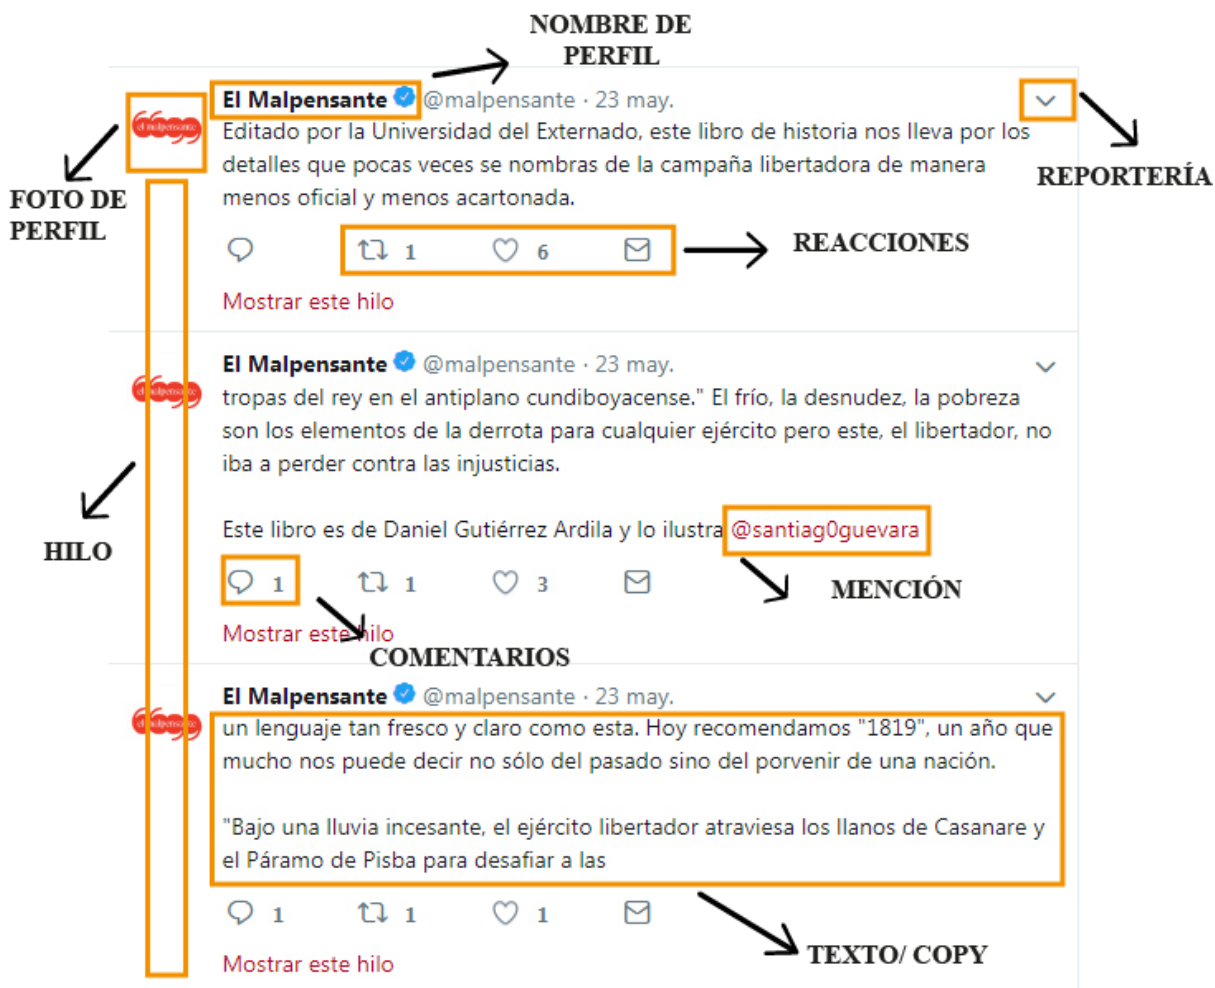 NOMBRE DE
PERFIL
El Malpensante @malpensante · 23 may.
el malpensante
Editado por la Universidad del Externado, este libro de historia nos lleva por los
detalles que pocas veces se nombras de la campaña libertadora de manera
menos oficial y menos acartonada.
REPORTERÍA
FOTO DE
PERFIL
1 6
REACCIONES
Mostrar este hilo
El Malpensante @malpensante · 23 may.
el malpensante
tropas del rey en el antiplano cundiboyacense." El frío, la desnudez, la pobreza
son los elementos de la derrota para cualquier ejército pero este, el libertador, no
iba a perder contra las injusticias.
Este libro es de Daniel Gutiérrez Ardila y lo ilustra @santiag0guevara
HILO
1 1 3
MENCIÓN
Mostrar este hilo
COMENTARIOS
El Malpensante @malpensante · 23 may.
el malpensante
un lenguaje tan fresco y claro como esta. Hoy recomendamos "1819", un año que
mucho nos puede decir no sólo del pasado sino del porvenir de una nación.
"Bajo una lluvia incesante, el ejército libertador atraviesa los llanos de Casanare y
el Páramo de Pisba para desafiar a las
1 1 1
TEXTO/ COPY
Mostrar este hilo